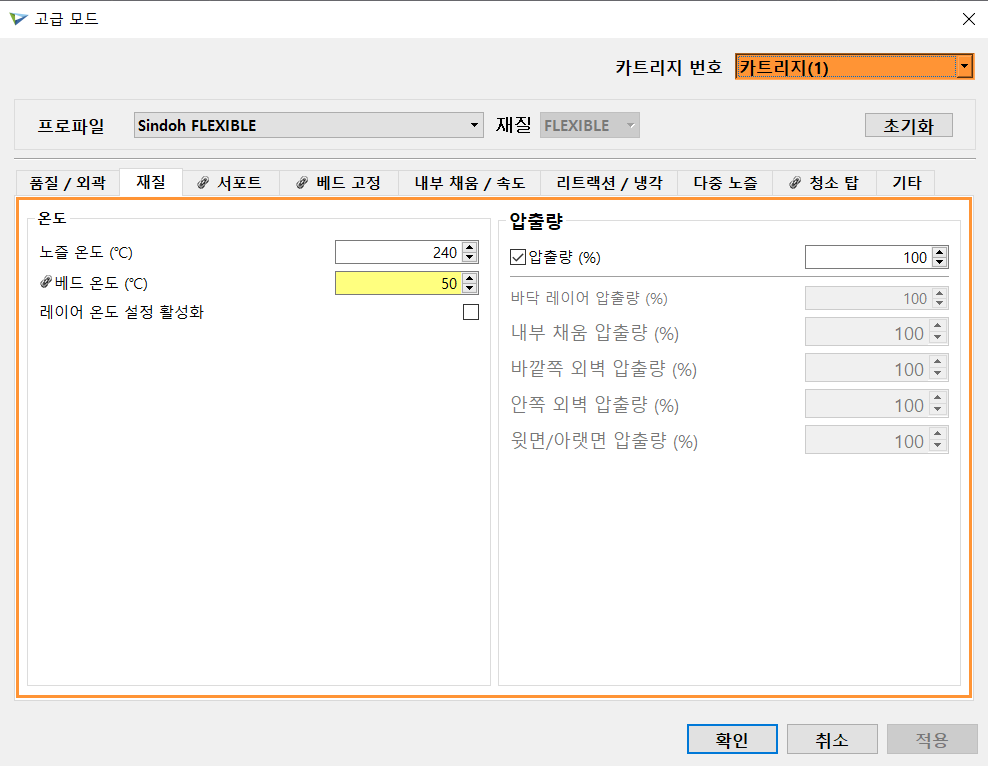 고급 모드
카트리지 번호 카트리지(1)
프로파일 Sindoh FLEXIBLE 재질 FLEXIBLE 초기화
품질 / 외곽 재질 서포트 베드 고정 내부 채움 / 속도 리트랙션 / 냉각 다중 노즐 청소 탑 기타
온도
노즐 온도 (℃) 240
베드 온도 (℃) 50
레이어 온도 설정 활성화
압출량
압출량 (%) 100
바닥 레이어 압출량 (%) 100
내부 채움 압출량 (%) 100
바깥쪽 외벽 압출량 (%) 100
안쪽 외벽 압출량 (%) 100
윗면/아랫면 압출량 (%) 100
확인 취소 적용